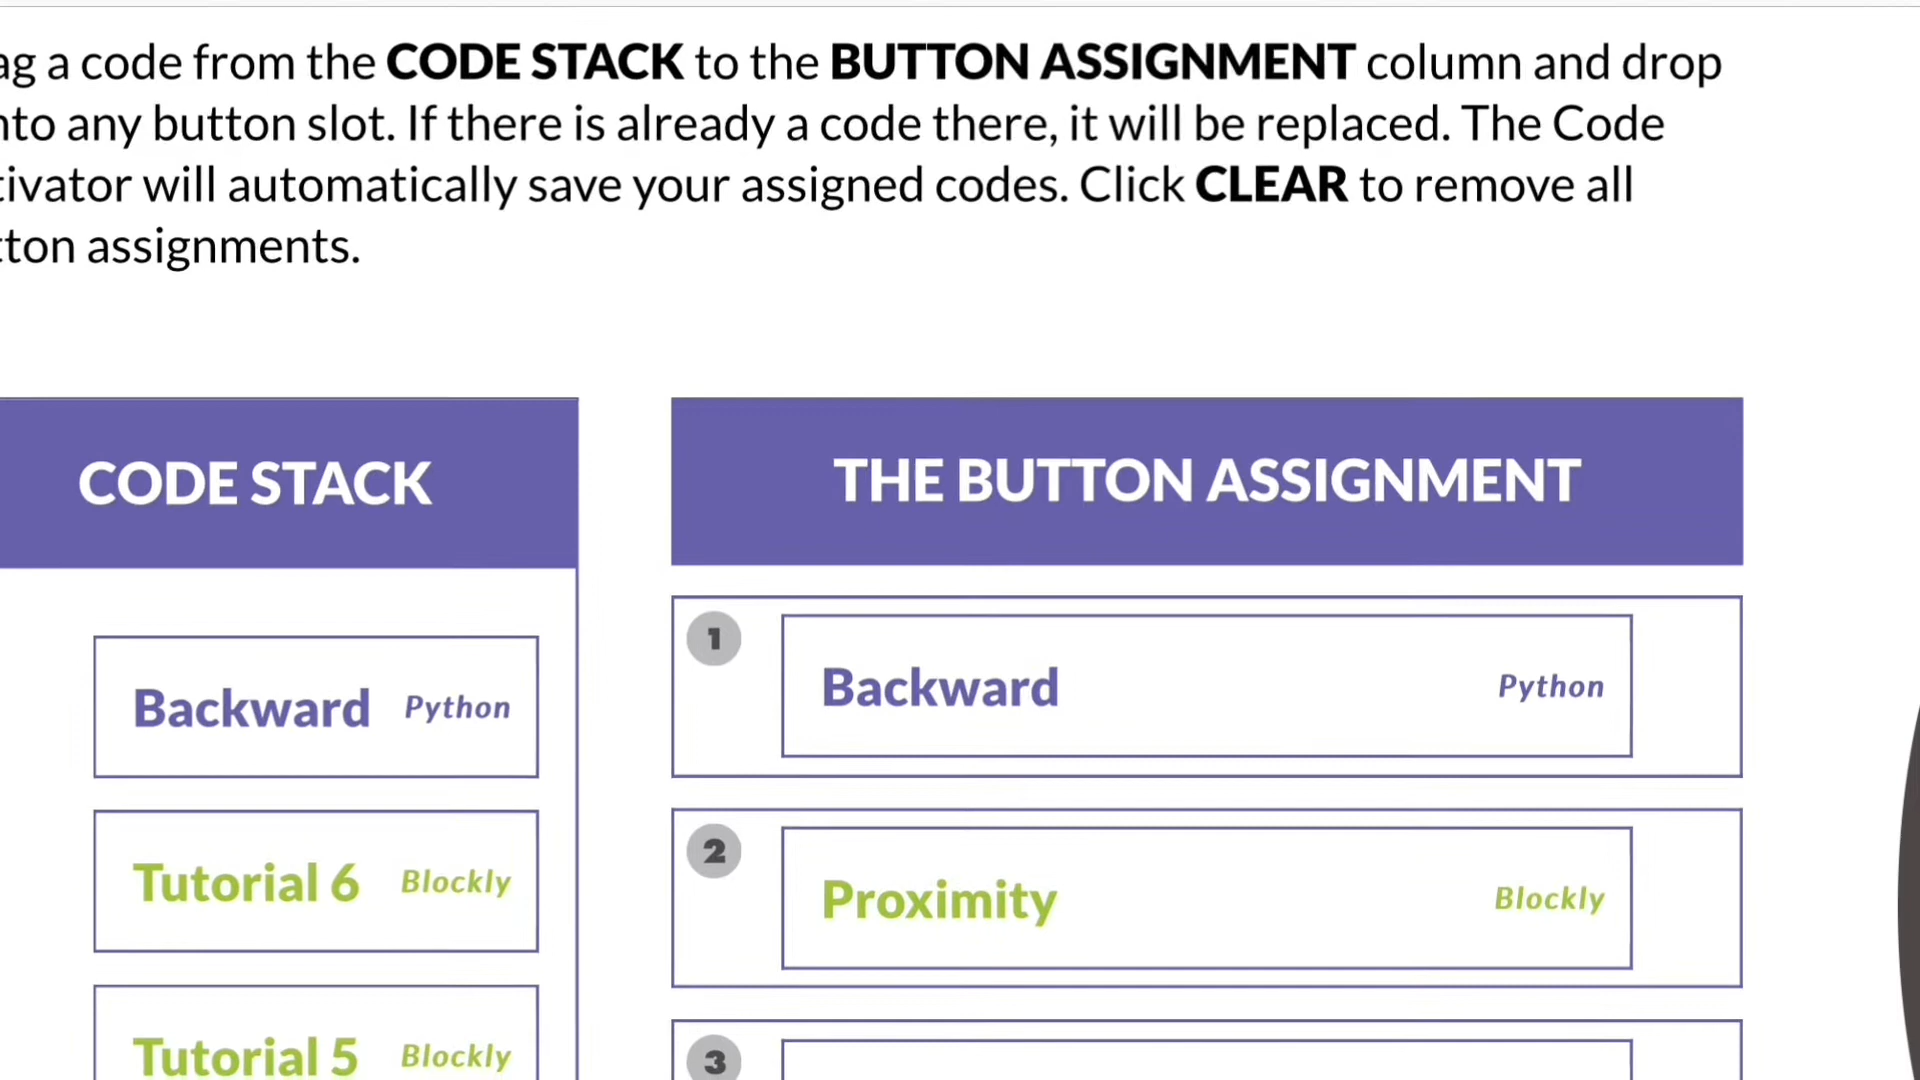 ag a code from the CODE STACK to the BUTTON ASSIGNMENT column and drop
nto any button slot. If there is already a code there, it will be replaced. The Code
tivator will automatically save your assigned codes. Click CLEAR to remove all
tton assignments.
CODE STACK
THE BUTTON ASSIGNMENT
Backward Python
1 Backward Python
Tutorial 6 Blockly
2 Proximity Blockly
Tutorial 5 Blockly
3